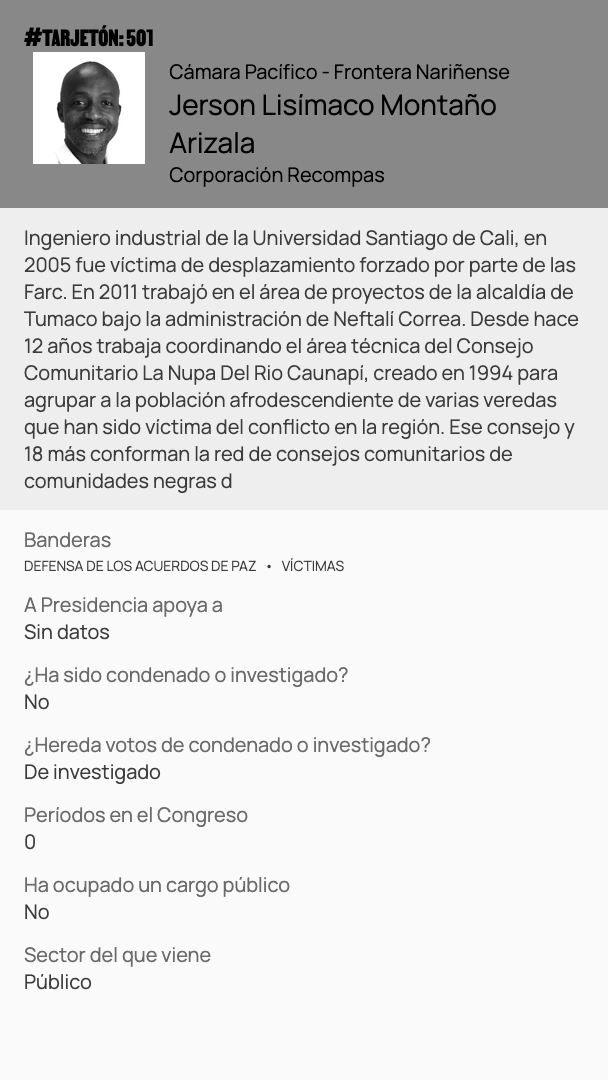 #TARJETÓN: 501
Cámara Pacífico - Frontera Nariñense
Jerson Lisímaco Montaño
Arizala
Corporación Recompas
Ingeniero industrial de la Universidad Santiago de Cali, en
2005 fue víctima de desplazamiento forzado por parte de las
Farc. En 2011 trabajó en el área de proyectos de la alcaldía de
Tumaco bajo la administración de Neftalí Correa. Desde hace
12 años trabaja coordinando el área técnica del Consejo
Comunitario La Nupa Del Rio Caunapí, creado en 1994 para
agrupar a la población afrodescendiente de varias veredas
que han sido víctima del conflicto en la región. Ese consejo y
18 más conforman la red de consejos comunitarios de
comunidades negras d
Banderas
DEFENSA DE LOS ACUERDOS DE PAZ • VÍCTIMAS
A Presidencia apoya a
Sin datos
¿Ha sido condenado o investigado?
No
¿Hereda votos de condenado o investigado?
De investigado
Períodos en el Congreso
0
Ha ocupado un cargo público
No
Sector del que viene
Público